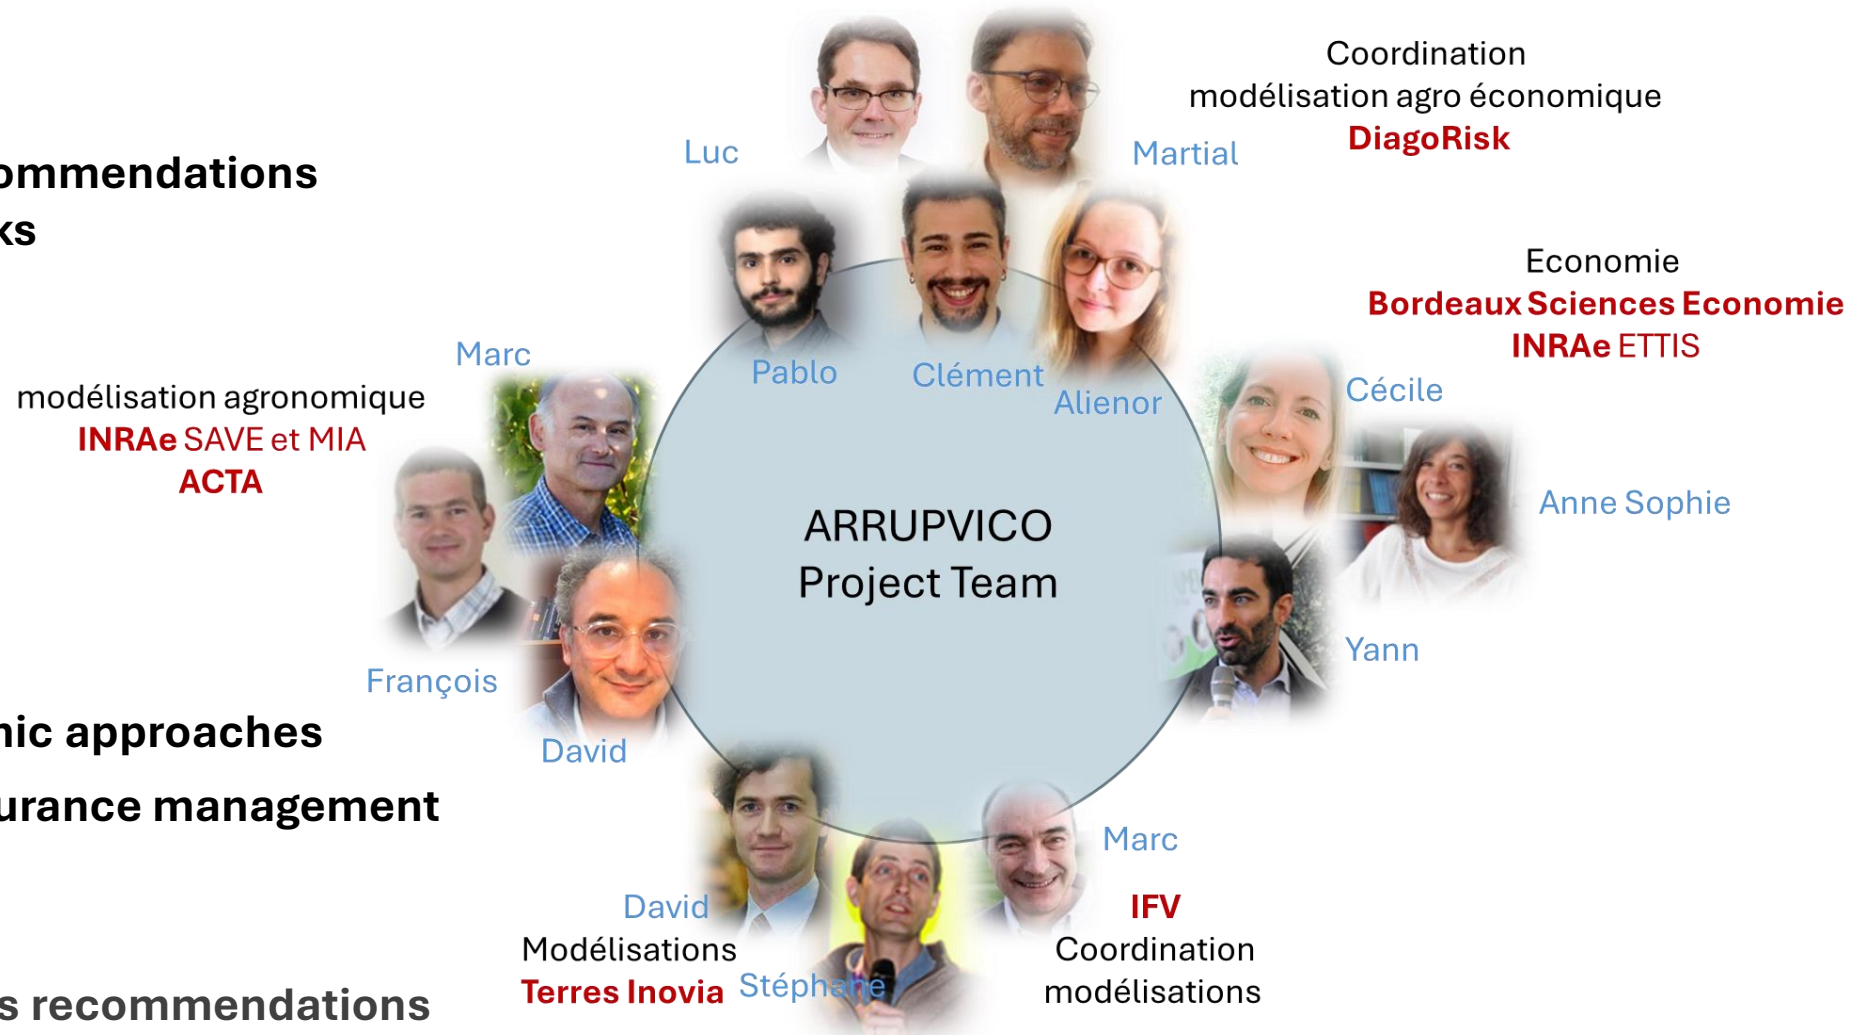 ommendations
ks
nic approaches
urance management
s recommendations
Luc
Martial
Coordination
modélisation agro économique
DiagoRisk
Pablo
Clément
Alienor
Economie
Bordeaux Sciences Economie
INRAe ETTIS
Cécile
Anne Sophie
Yann
Marc
modélisation agronomique
INRAe SAVE et MIA
ACTA
François
David
ARRUPVICO
Project Team
David
Modélisations
Terres Inovia
Stéphane
Marc
IFV
Coordination
modélisations